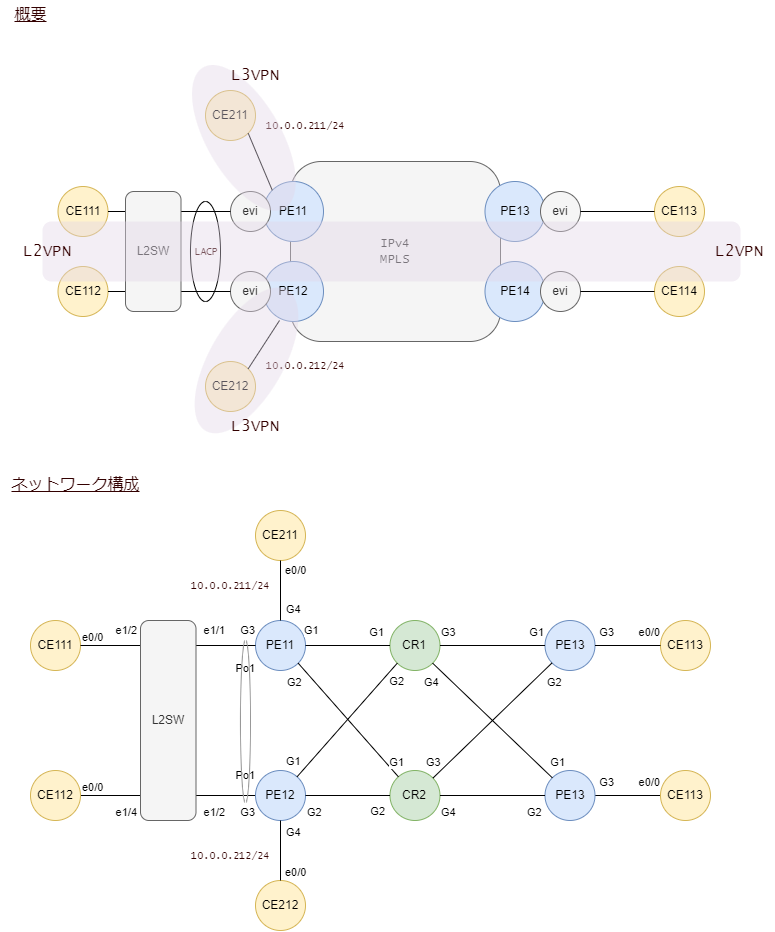 概要
L3VPN
CE211
10.0.0.211/24
CE111
evi
PE11
PE13
evi
CE113
L2VPN
L2SW
LACP
IPv4
MPLS
L2VPN
CE112
evi
PE12
PE14
evi
CE114
10.0.0.212/24
CE212
L3VPN
ネットワーク構成
CE211
e0/0
10.0.0.211/24
G4
CE111
e0/0
e1/2
e1/1
G3
PE11
G1
G1
CR1
G3
G1
PE13
G3
e0/0
CE113
Po1
G2
G2
G4
G2
L2SW
Po1
G1
G1
G3
G1
CE112
e0/0
e1/4
e1/2
G3
PE12
G2
G2
CR2
G4
G2
PE13
G3
e0/0
CE113
G4
10.0.0.212/24
e0/0
CE212